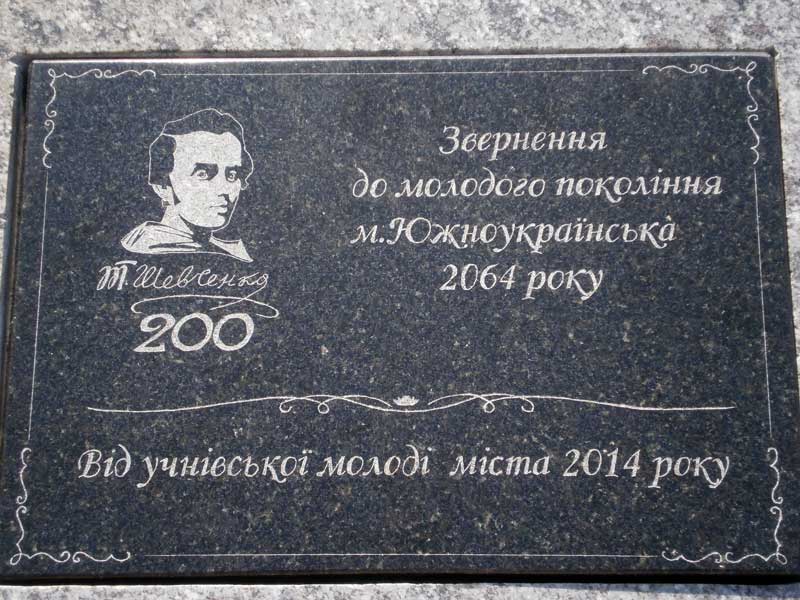 Звернення
до молодого покоління
м.Южноукраїнська
2064 року
Т. Шевченко
200
Від учнівської молоді міста 2014 року